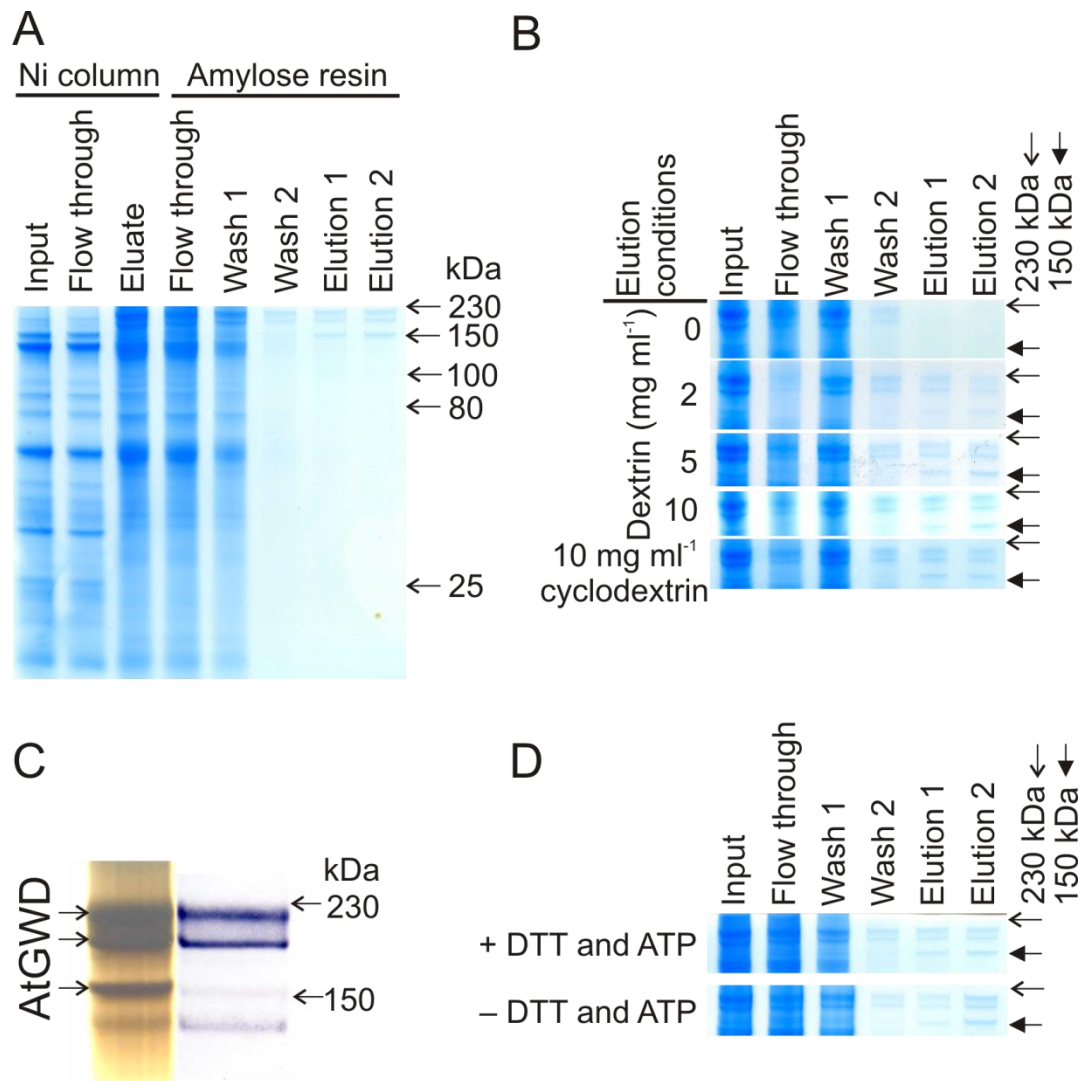 A
Ni column
Amylose resin
Input
Flow through
Eluate
Flow through
Wash 1
Wash 2
Elution 1
Elution 2
kDa
230
150
100
80
25
B
Elution
conditions
Input
Flow through
Wash 1
Wash 2
Elution 1
Elution 2
230 kDa
150 kDa
Dextrin (mg ml-1)
0
2
5
10
10 mg ml-1
cyclodextrin
C
AtGWD
kDa
230
150
D
Input
Flow through
Wash 1
Wash 2
Elution 1
Elution 2
230 kDa
150 kDa
+ DTT and ATP
– DTT and ATP